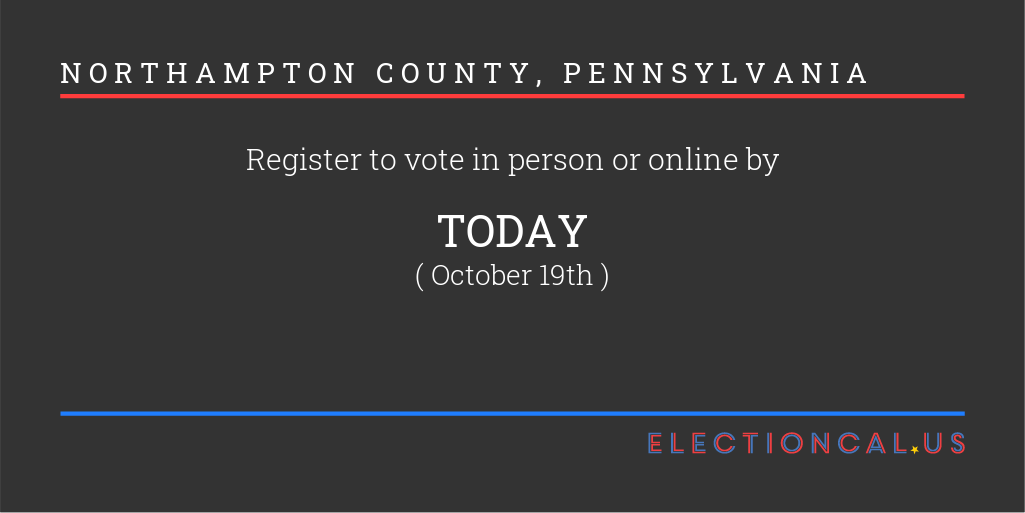 NORTHAMPTON COUNTY, PENNSYLVANIA
Register to vote in person or online by
TODAY
( October 19th )
ELECTIONCAL.US